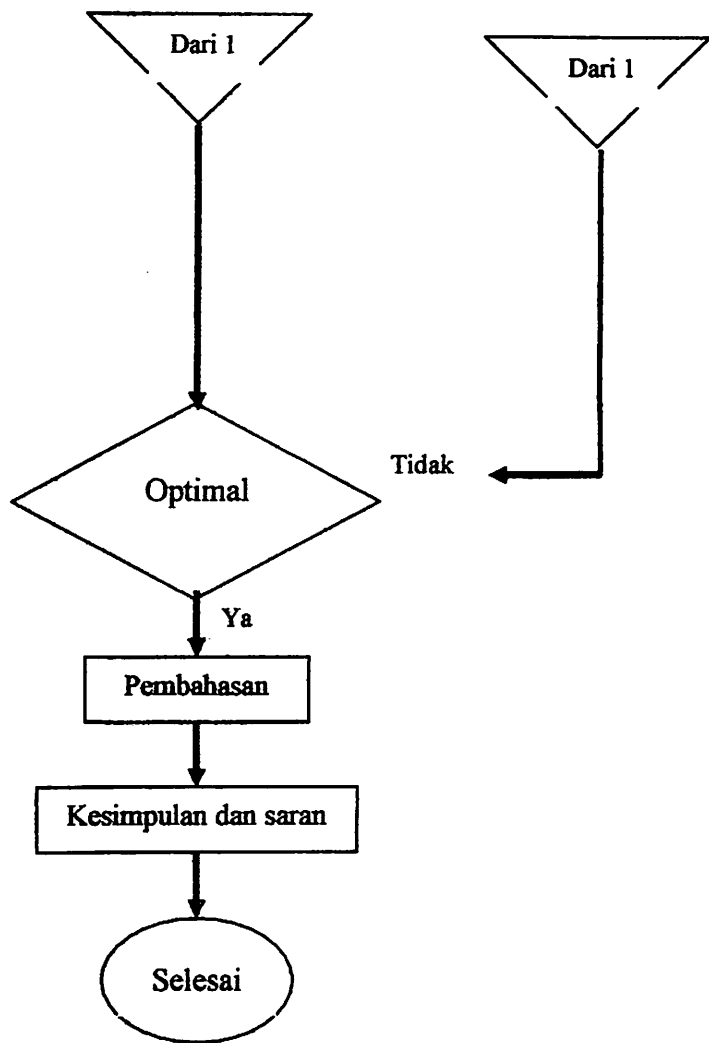 Dari 1
Dari 1
Optimal
Tidak
Ya
Pembahasan
Kesimpulan dan saran
Selesai